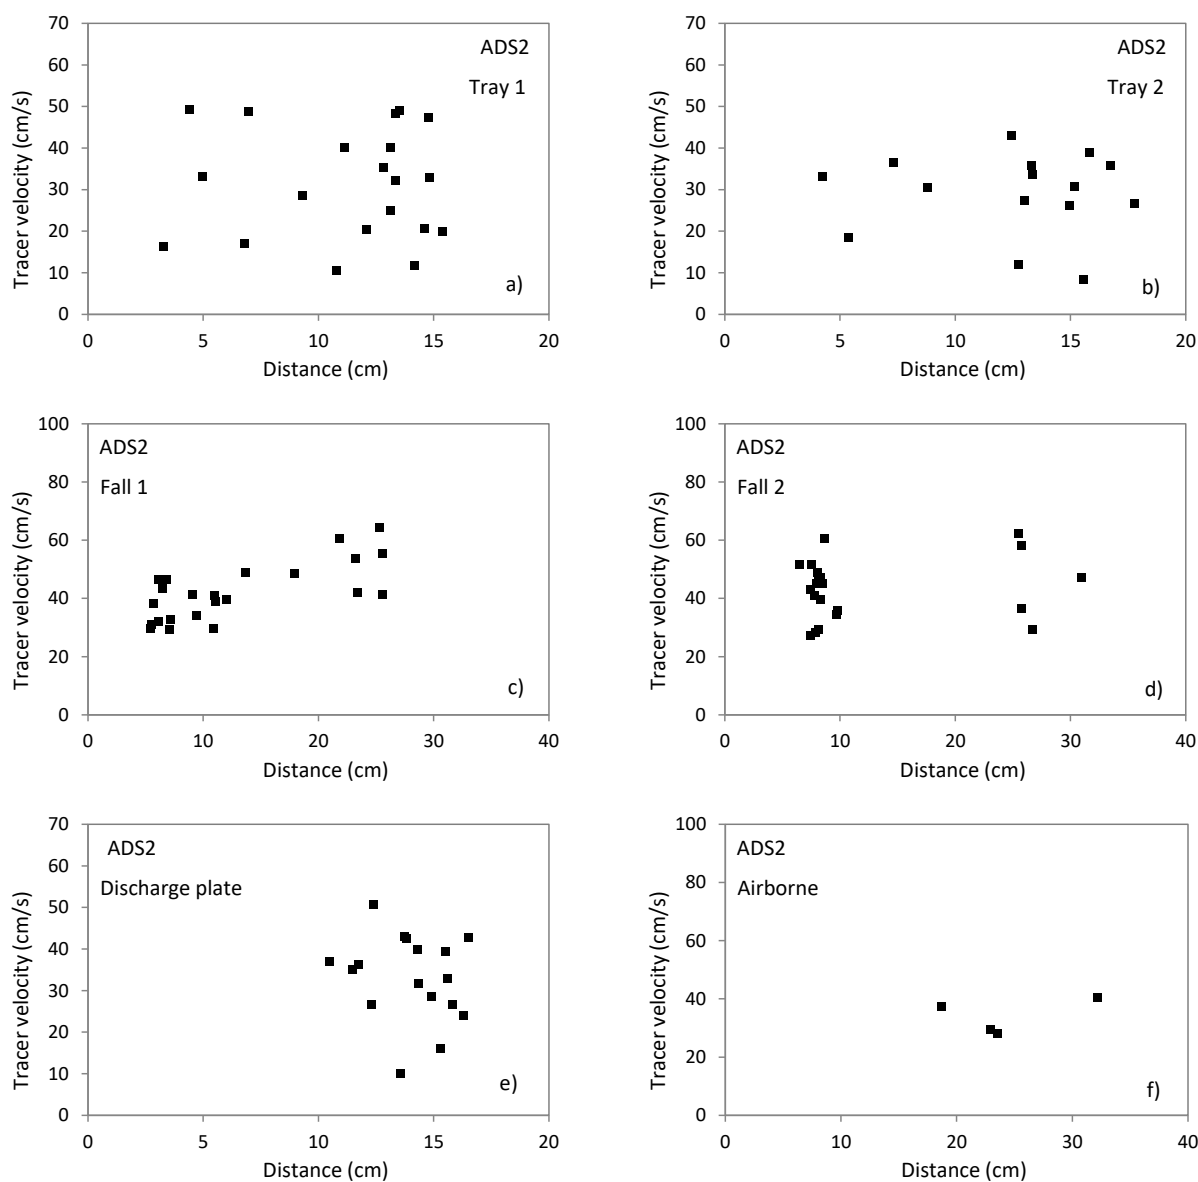 70
60
50
40
30
20
10
0
Tracer velocity (cm/s)
ADS2
Tray 1
a)
0 5 10 15 20
Distance (cm)
70
60
50
40
30
20
10
0
Tracer velocity (cm/s)
ADS2
Tray 2
b)
0 5 10 15 20
Distance (cm)
100
80
60
40
20
0
Tracer velocity (cm/s)
ADS2
Fall 1
c)
0 10 20 30 40
Distance (cm)
100
80
60
40
20
0
Tracer velocity (cm/s)
ADS2
Fall 2
d)
0 10 20 30 40
Distance (cm)
70
60
50
40
30
20
10
0
Tracer velocity (cm/s)
ADS2
Discharge plate
e)
0 5 10 15 20
Distance (cm)
100
80
60
40
20
0
Tracer velocity (cm/s)
ADS2
Airborne
f)
0 10 20 30 40
Distance (cm)